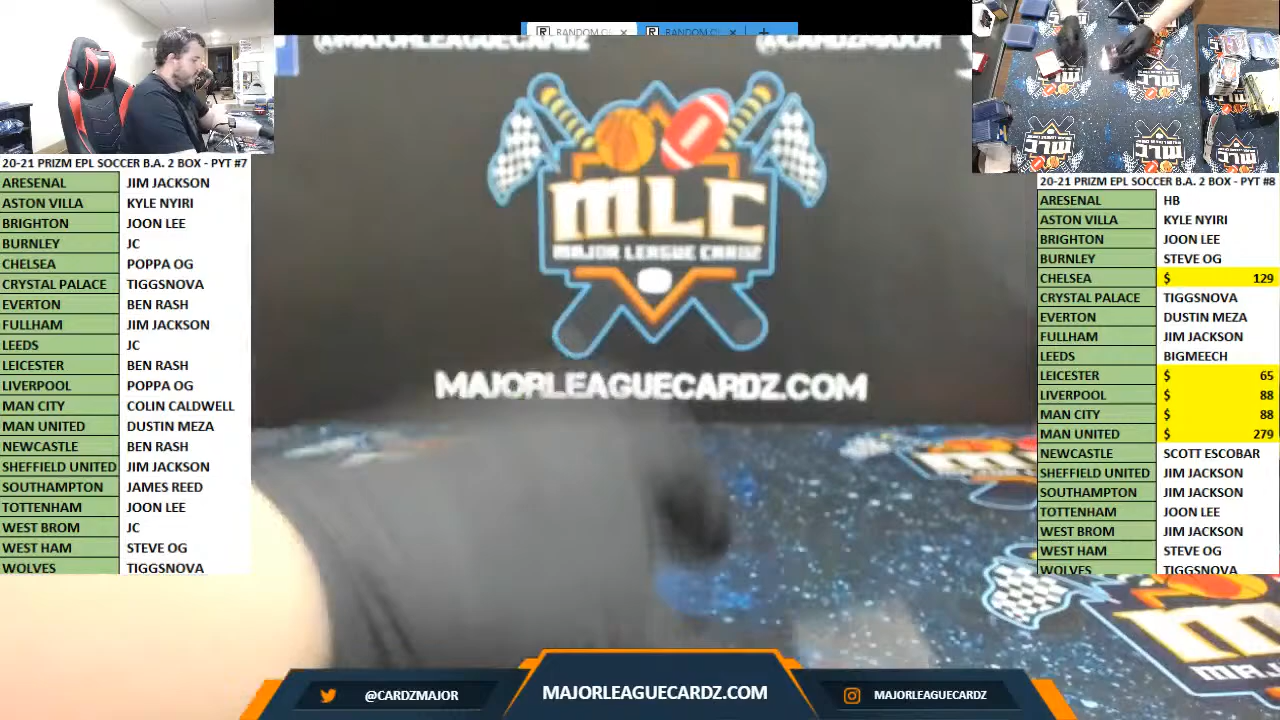 RANDOM.O
RANDOM.O
@MAJORLEAGUECARDZ
@CARDZMAJOR
20-21 PRIZM EPL SOCCER B.A. 2 BOX - PYT #7
ARESENAL JIM JACKSON
ASTON VILLA KYLE NYIRI
BRIGHTON JOON LEE
BURNLEY JC
CHELSEA POPPA OG
CRYSTAL PALACE TIGGSNOVA
EVERTON BEN RASH
FULLHAM JIM JACKSON
LEEDS JC
LEICESTER BEN RASH
LIVERPOOL POPPA OG
MAN CITY COLIN CALDWELL
MAN UNITED DUSTIN MEZA
NEWCASTLE BEN RASH
SHEFFIELD UNITED JIM JACKSON
SOUTHAMPTON JAMES REED
TOTTENHAM JOON LEE
WEST BROM JC
WEST HAM STEVE OG
WOLVES TIGGSNOVA
MLC
MAJOR LEAGUE CARDZ
MAJORLEAGUECARDZ.COM
20-21 PRIZM EPL SOCCER B.A. 2 BOX - PYT #8
ARESENAL HB
ASTON VILLA KYLE NYIRI
BRIGHTON JOON LEE
BURNLEY STEVE OG
CHELSEA $ 129
CRYSTAL PALACE TIGGSNOVA
EVERTON DUSTIN MEZA
FULLHAM JIM JACKSON
LEEDS BIGMEECH
LEICESTER $ 65
LIVERPOOL $ 88
MAN CITY $ 88
MAN UNITED $ 279
NEWCASTLE SCOTT ESCOBAR
SHEFFIELD UNITED JIM JACKSON
SOUTHAMPTON JIM JACKSON
TOTTENHAM JOON LEE
WEST BROM JIM JACKSON
WEST HAM STEVE OG
WOLVES TIGGSNOVA
@CARDZMAJOR
MAJORLEAGUECARDZ.COM
MAJORLEAGUECARDZ